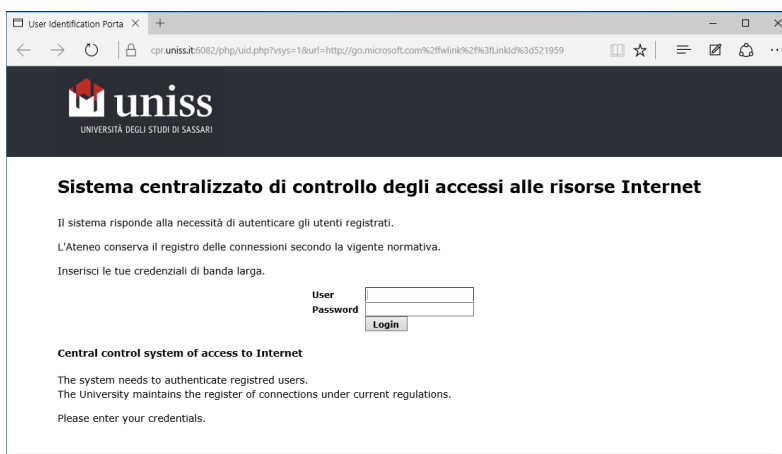 User Identification Porta
cpr.uniss.it:6082/php/uid.php?vsys=1&url=http://go.microsoft.com%2ffwlink%2f%3fLinkId%3d521959
uniss
UNIVERSITÀ DEGLI STUDI DI SASSARI
Sistema centralizzato di controllo degli accessi alle risorse Internet
Il sistema risponde alla necessità di autenticare gli utenti registrati.
L'Ateneo conserva il registro delle connessioni secondo la vigente normativa.
Inserisci le tue credenziali di banda larga.
User
Password
Login
Central control system of access to Internet
The system needs to authenticate registred users.
The University maintains the register of connections under current regulations.
Please enter your credentials.